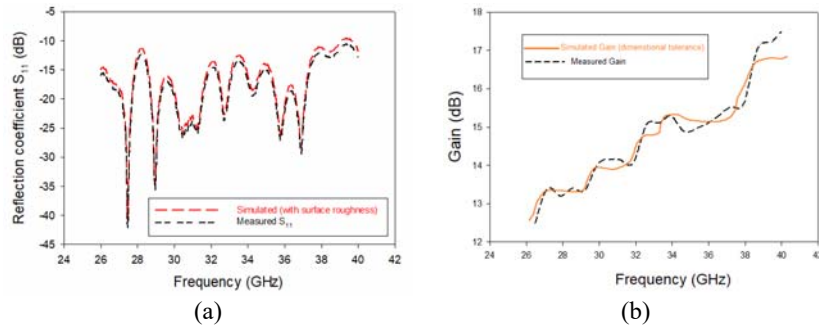 -5
-10
-15
-20
-25
-30
-35
-40
-45
Reflection coefficient S11 (dB)
Simulated (with surface roughness)
Measured S11
24 26 28 30 32 34 36 38 40 42
Frequency (GHz)
(a)
18
17
16
15
14
13
12
Gain (dB)
Simulated Gain (dimensional tolerance)
Measured Gain
24 26 28 30 32 34 36 38 40 42
Frequency (GHz)
(b)